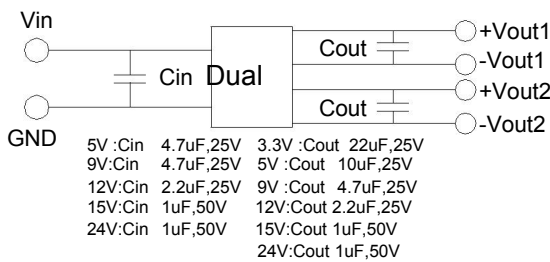 Vin
+Vout1
Cout
Cin Dual
-Vout1
+Vout2
Cout
GND
-Vout2
5V :Cin 4.7uF,25V 3.3V :Cout 22uF,25V
9V:Cin 4.7uF,25V 5V :Cout 10uF,25V
12V:Cin 2.2uF,25V 9V :Cout 4.7uF,25V
15V:Cin 1uF,50V 12V:Cout 2.2uF,25V
24V:Cin 1uF,50V 15V:Cout 1uF,50V
24V:Cout 1uF,50V